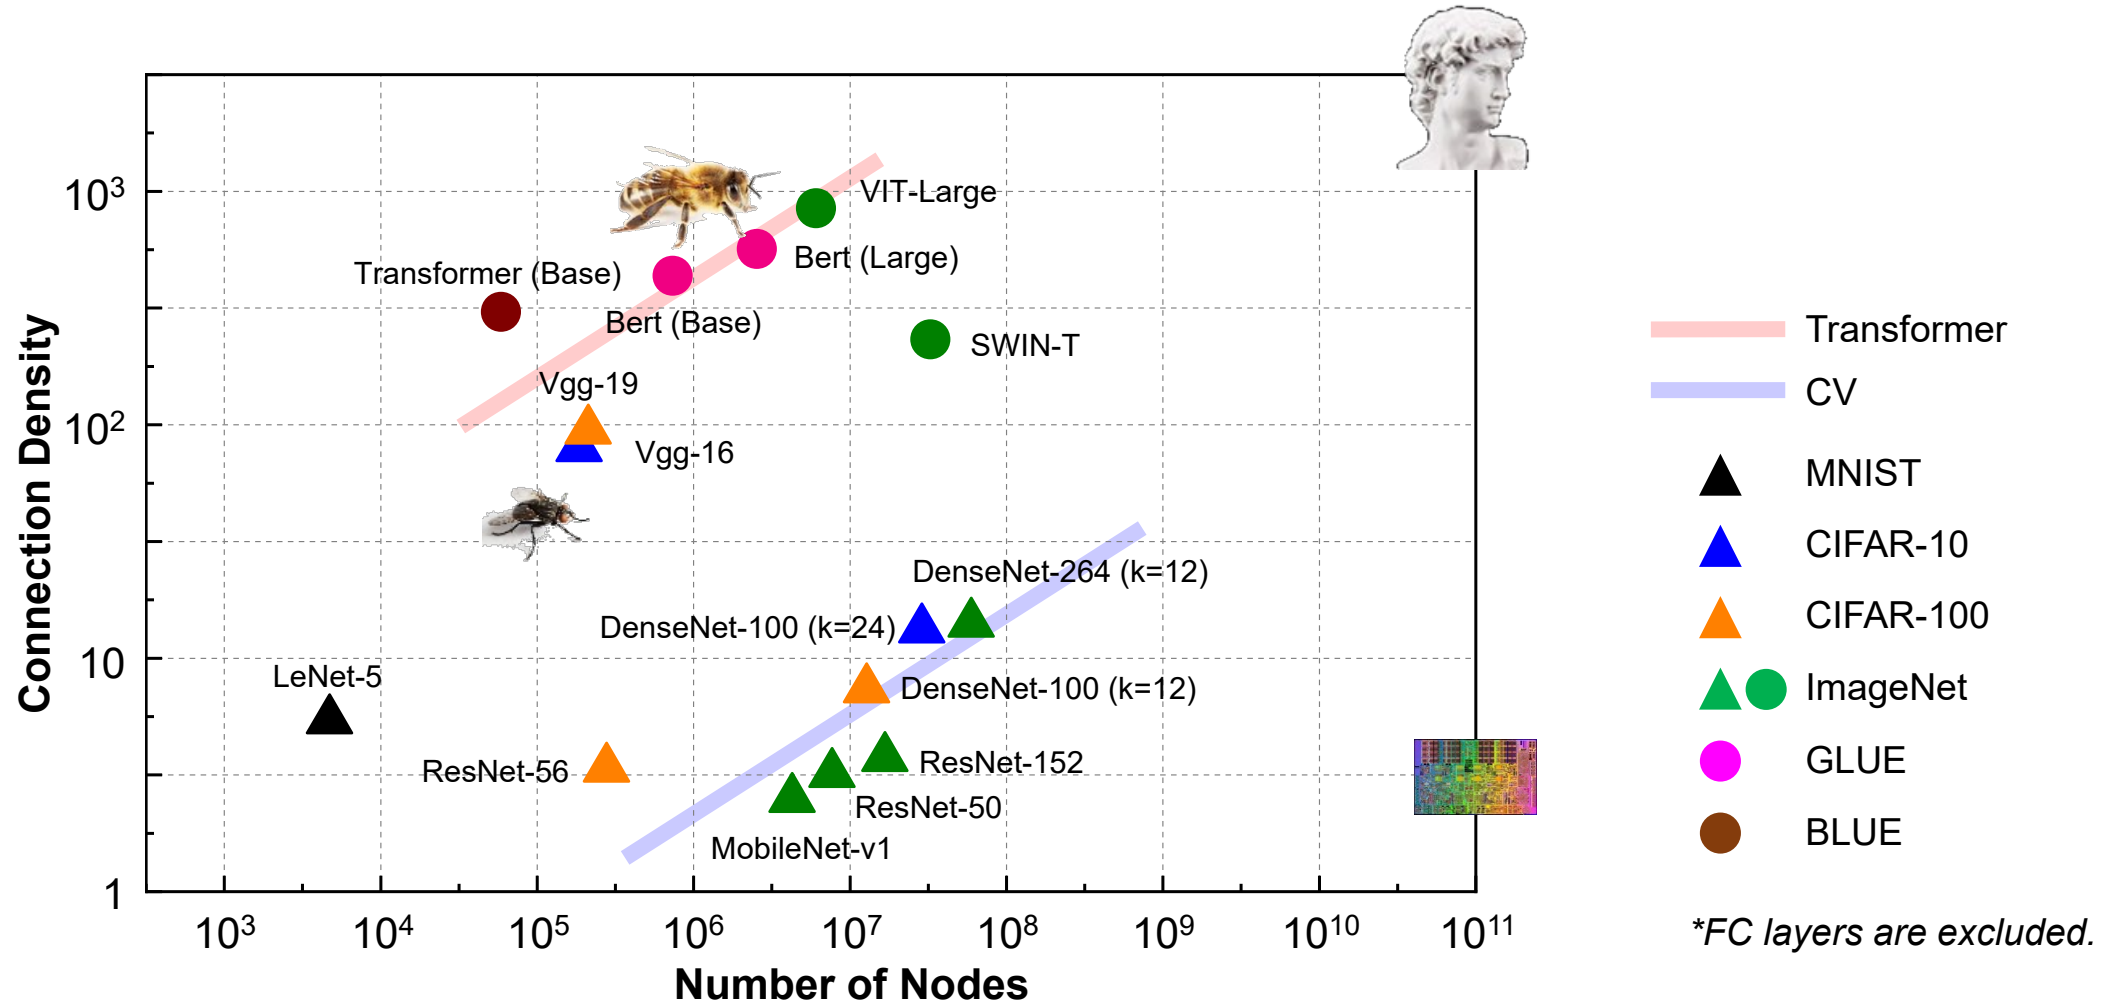 Connection Density
10³
10²
10
1
VIT-Large
Bert (Large)
Transformer (Base)
Bert (Base)
SWIN-T
Vgg-19
Vgg-16
DenseNet-264 (k=12)
DenseNet-100 (k=24)
LeNet-5
DenseNet-100 (k=12)
ResNet-56
ResNet-152
ResNet-50
MobileNet-v1
10³ 10⁴ 10⁵ 10⁶ 10⁷ 10⁸ 10⁹ 10¹⁰ 10¹¹
Number of Nodes
Transformer
CV
MNIST
CIFAR-10
CIFAR-100
ImageNet
GLUE
BLUE
*FC layers are excluded.